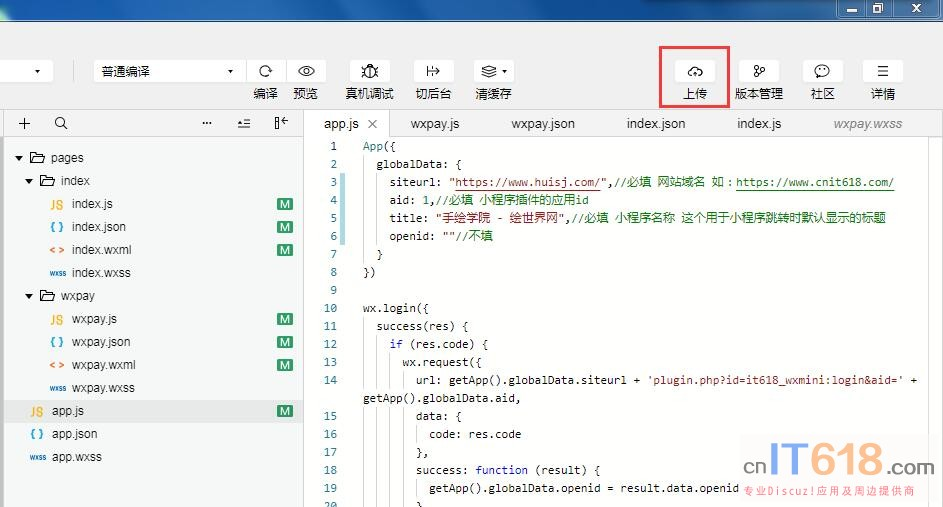 普通编译
编译 预览 真机调试 切后台 清缓存 上传 版本管理 社区 详情
app.js wxpay.js wxpay.json index.json index.js wxpay.wxss
pages
index
index.js M
index.json M
index.wxml M
index.wxss
wxpay
wxpay.js M
wxpay.json M
wxpay.wxml M
wxpay.wxss
app.js M
app.json
app.wxss
1 App({
2 globalData: {
3 siteurl: "https://www.huisj.com/",//必填 网站域名 如：https://www.cnit618.com/
4 aid: 1,//必填 小程序插件的应用id
5 title: "手绘学院 - 绘世界网",//必填 小程序名称 这个用于小程序跳转时默认显示的标题
6 openid: ""//不填
7 }
8 })
9
10 wx.login({
11 success(res) {
12 if (res.code) {
13 wx.request({
14 url: getApp().globalData.siteurl + 'plugin.php?id=it618_wxmini:login&aid=' +
getApp().globalData.aid,
15 data: {
16 code: res.code
17 },
18 success: function (result) {
19 getApp().globalData.openid = result.data.openid
20 }
cnIT618.com
专业Discuz!应用及周边提供商